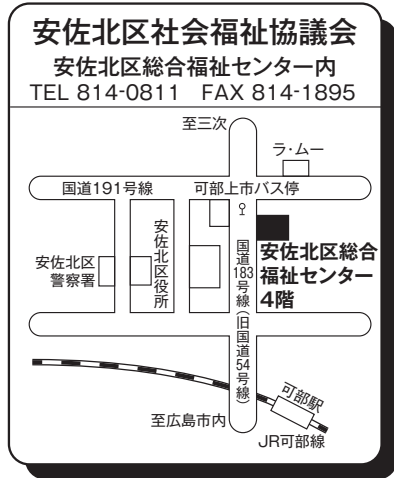 安佐北区社会福祉協議会
安佐北区総合福祉センター内
TEL 814-0811 FAX 814-1895
至三次
ラ・ムー
国道191号線
可部上市バス停
安佐北区役所
安佐北区
警察署
国道183号線(旧国道54号線)
安佐北区総合
福祉センター
4階
可部駅
至広島市内
JR可部線